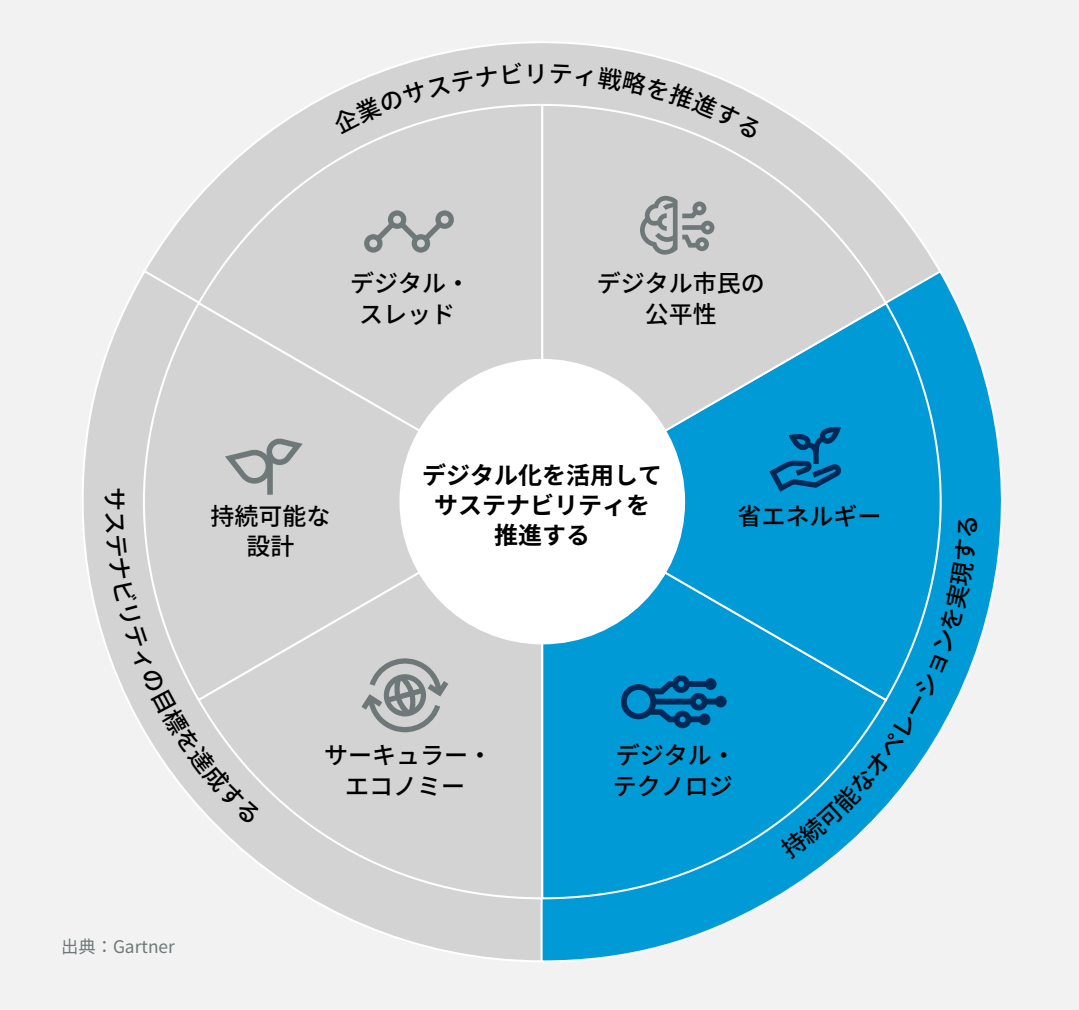 企業のサステナビリティ戦略を推進する
デジタル・
スレッド
デジタル市民の
公平性
持続可能な
設計
デジタル化を活用して
サステナビリティを
推進する
省エネルギー
サステナビリティの目標を達成する
持続可能なオペレーションを実現する
サーキュラー・
エコノミー
デジタル・
テクノロジ
出典：Gartner